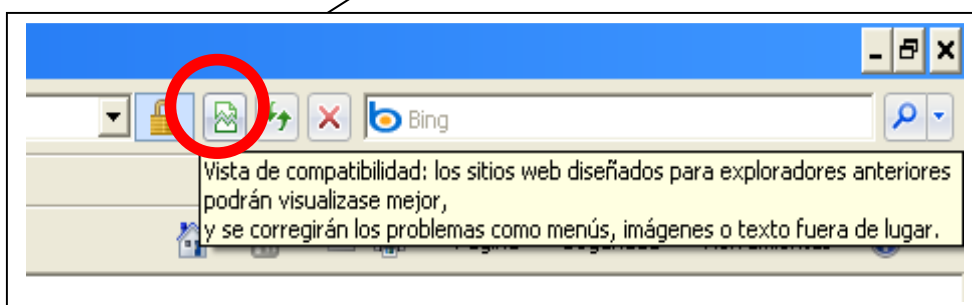 Bing
Vista de compatibilidad: los sitios web diseñados para exploradores anteriores
podrán visualizase mejor,
y se corregirán los problemas como menús, imágenes o texto fuera de lugar.